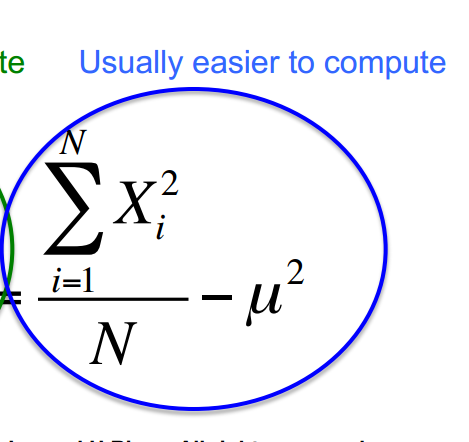 te Usually easier to compute
N
∑ X_i^2
i=1
= ― − μ^2
N